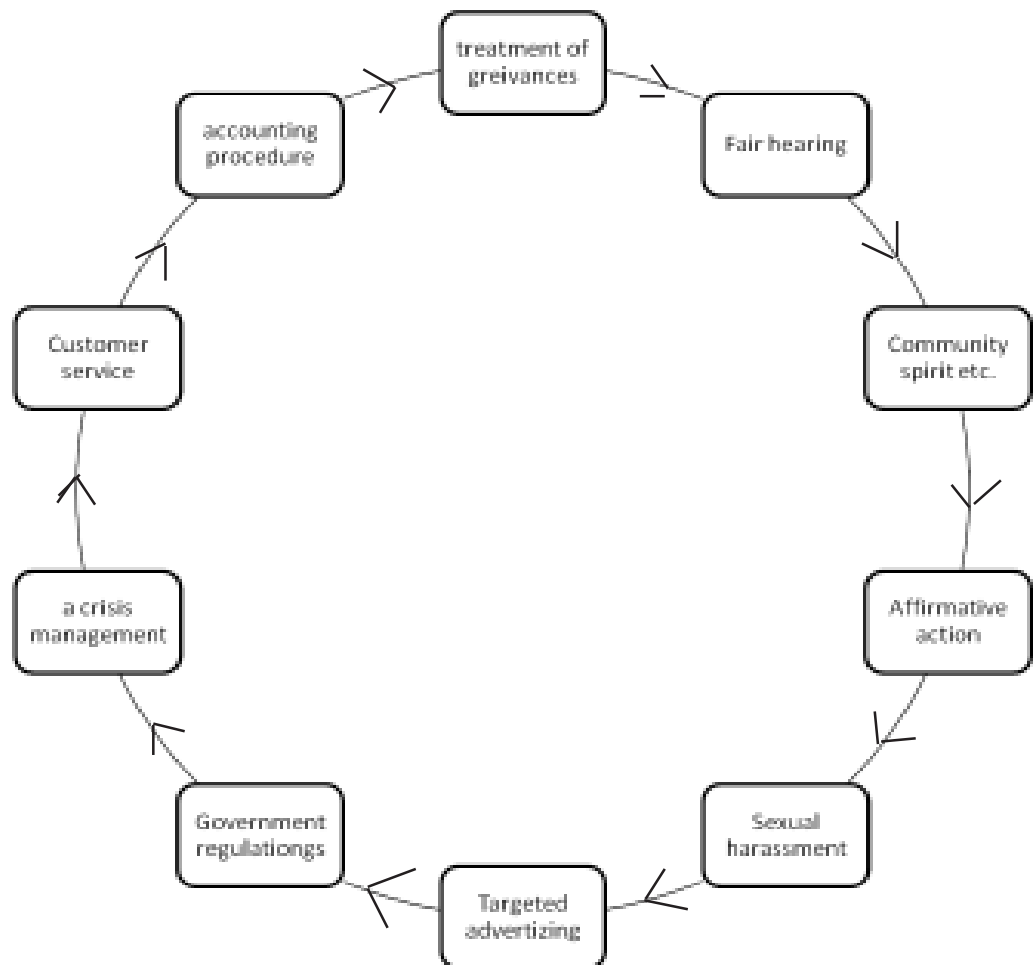 treatment of
greivances
Fair hearing
Community
spirit etc.
Affirmative
action
Sexual
harassment
Targeted
advertizing
Government
regulationgs
a crisis
management
Customer
service
accounting
procedure